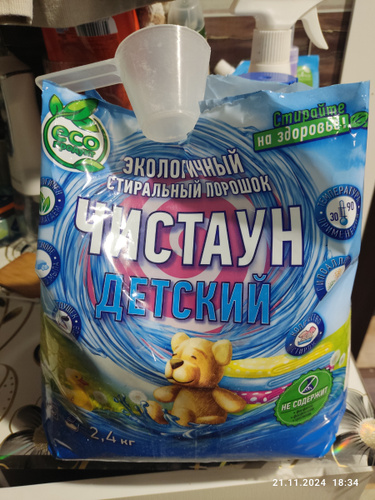 Стирайте
на здоровье!
eco
ЭКОЛОГИЧНЫЙ
СТИРАЛЬНЫЙ ПОРОШОК
ЧИСТАУН
ДЕТСКИЙ
30 90
НЕ СОДЕРЖИТ
2,4 кг
21.11.2024 18:34